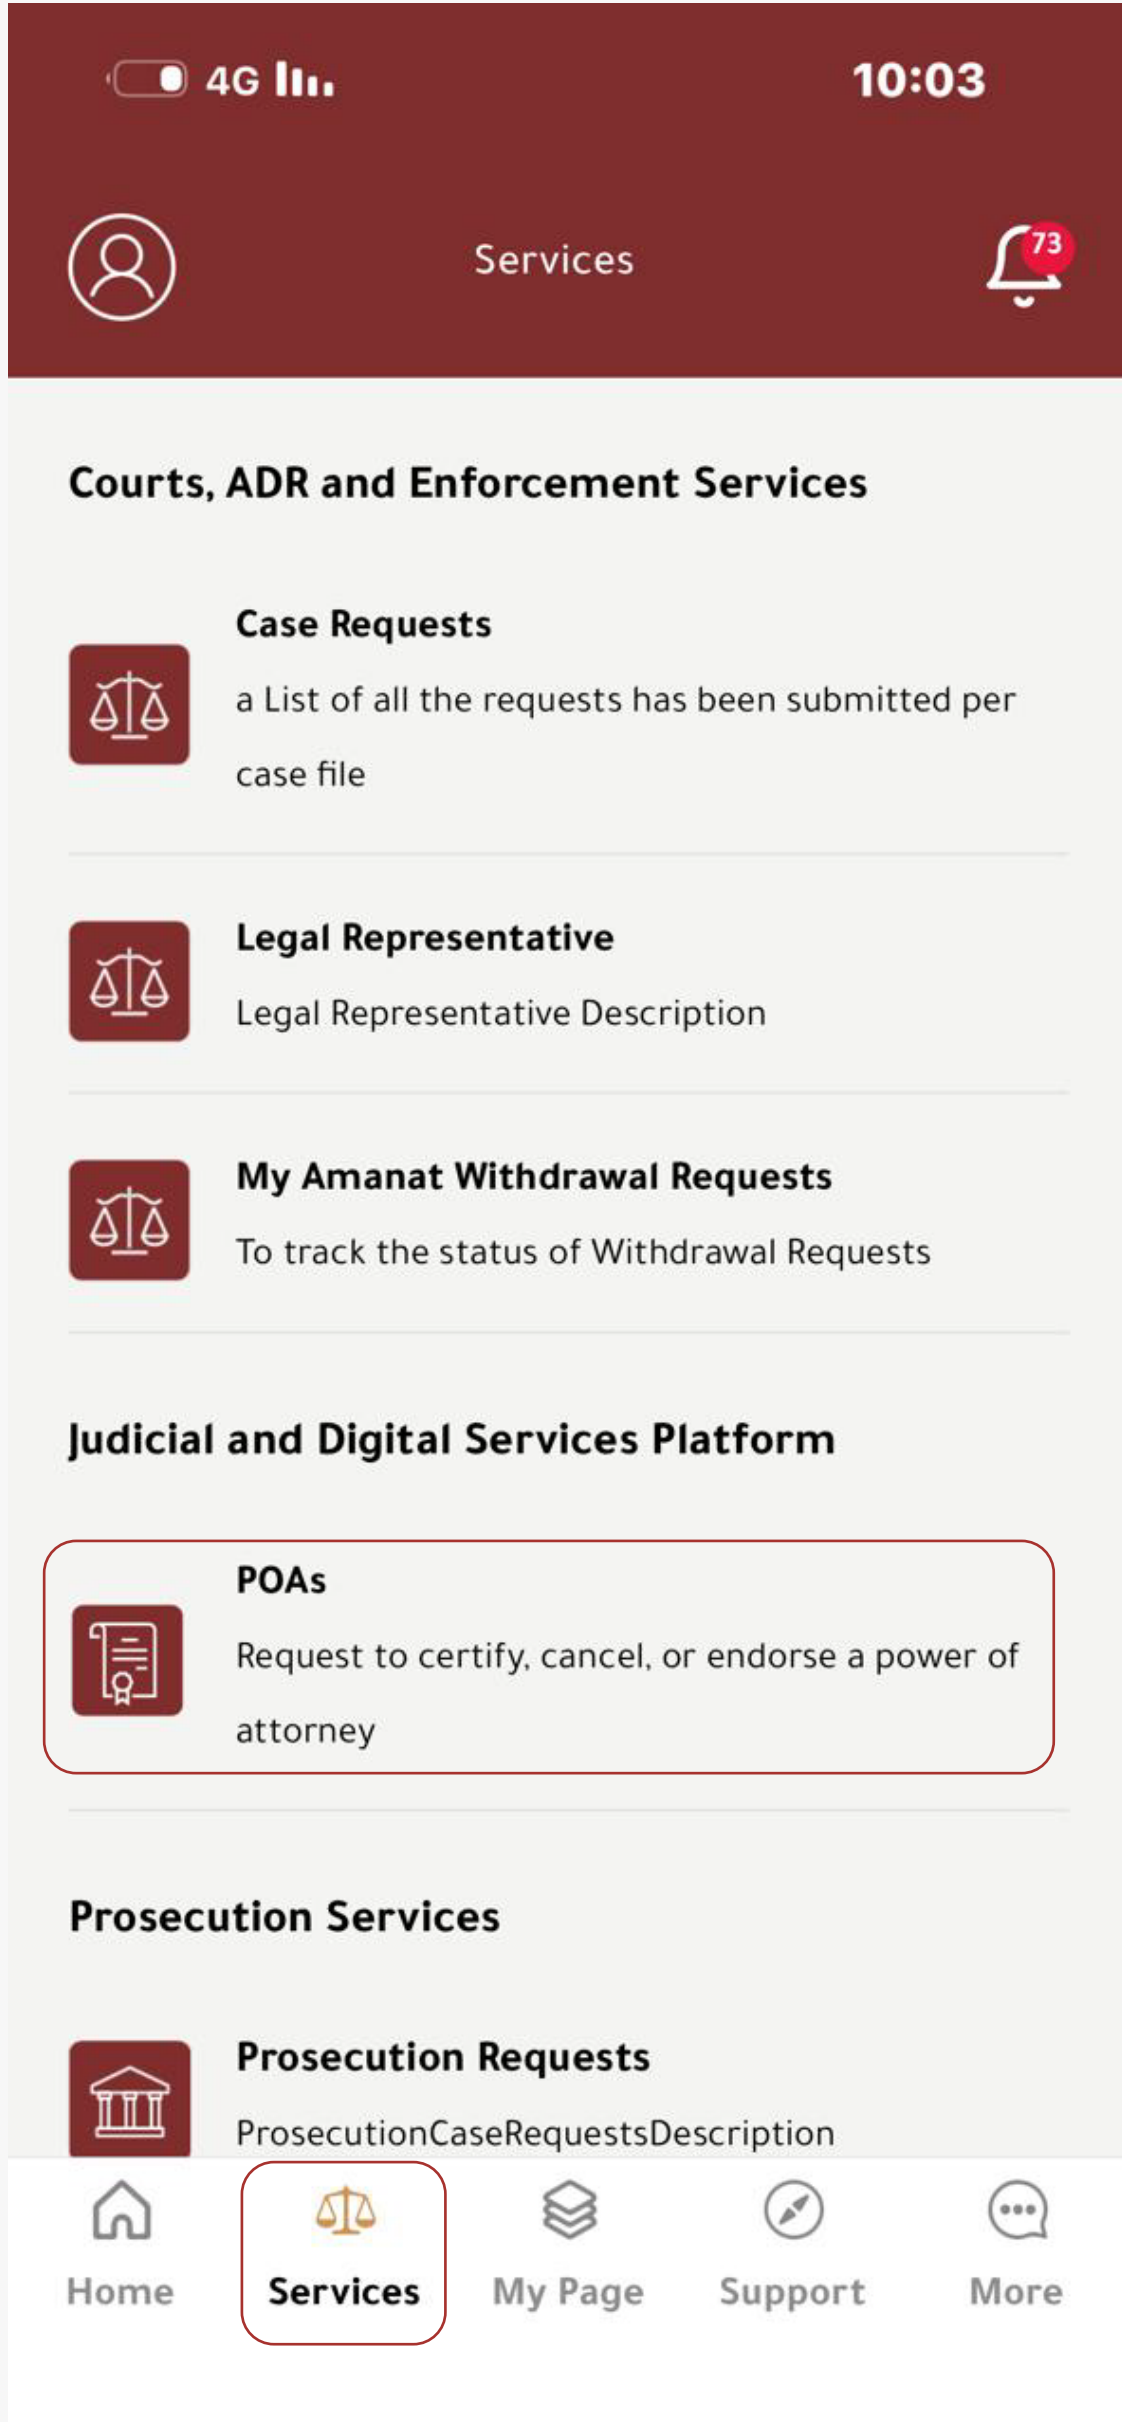 4G
10:03
Services
73
Courts, ADR and Enforcement Services
Case Requests
a List of all the requests has been submitted per
case file
Legal Representative
Legal Representative Description
My Amanat Withdrawal Requests
To track the status of Withdrawal Requests
Judicial and Digital Services Platform
POAs
Request to certify, cancel, or endorse a power of
attorney
Prosecution Services
Prosecution Requests
ProsecutionCaseRequestsDescription
Home
Services
My Page
Support
More